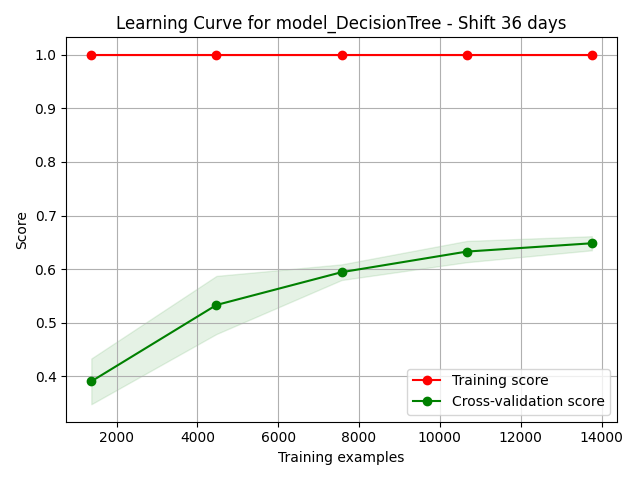 Learning Curve for model_DecisionTree - Shift 36 days
1.0
0.9
0.8
0.7
0.6
0.5
0.4
Score
2000 4000 6000 8000 10000 12000 14000
Training examples
Training score
Cross-validation score